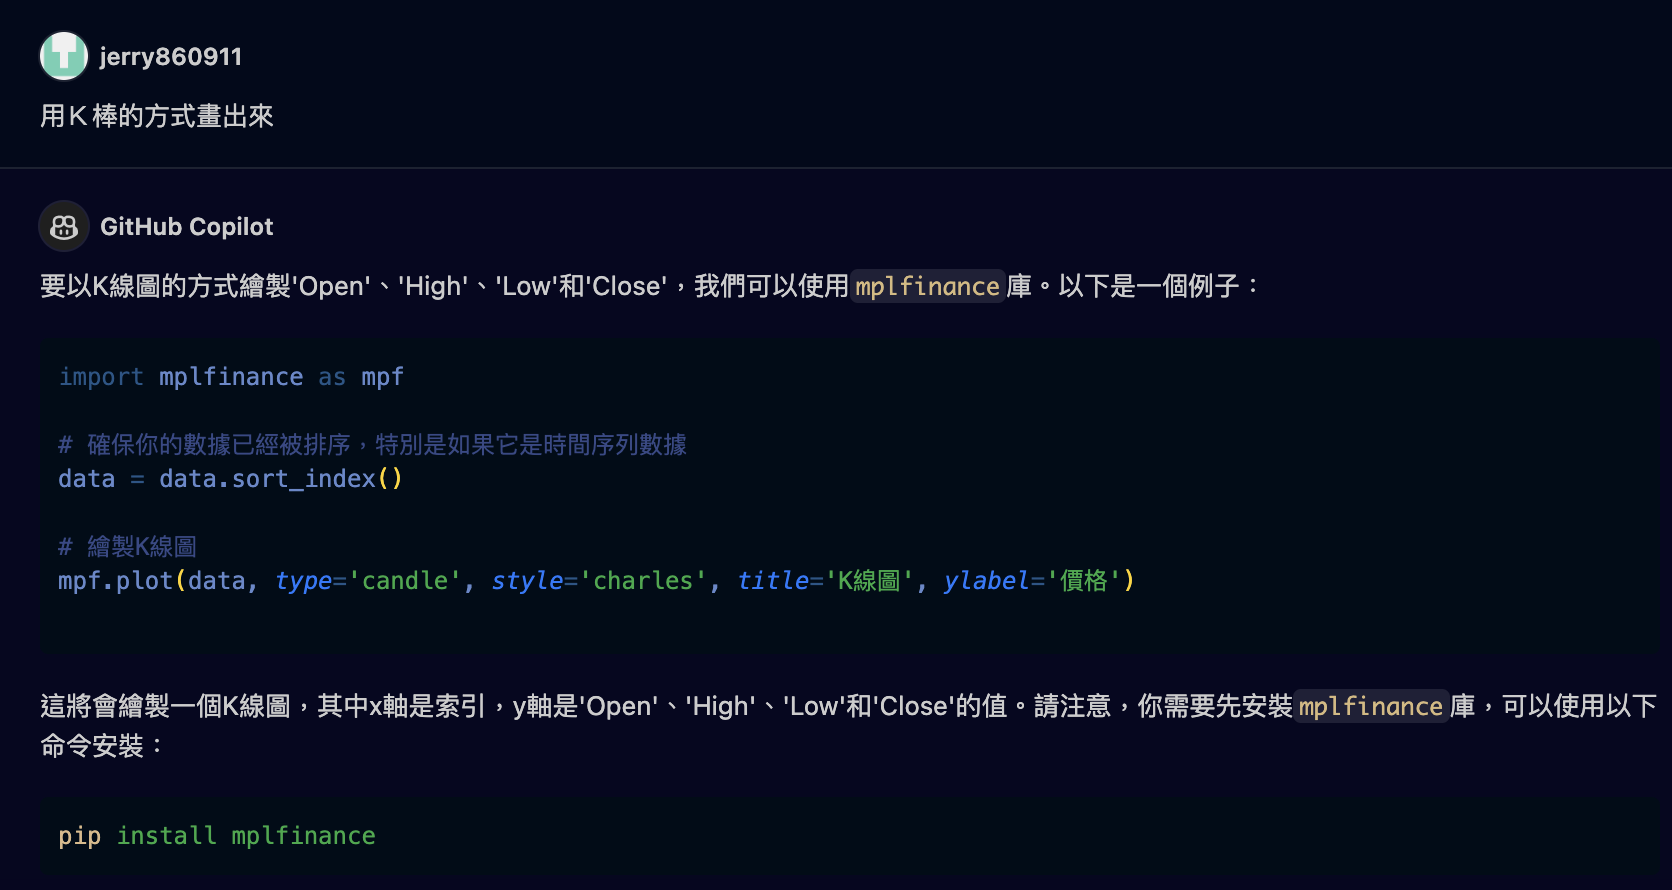 jerry860911
用K棒的方式畫出來
GitHub Copilot
要以K線圖的方式繪製'Open'、'High'、'Low'和'Close',我們可以使用mplfinance庫。以下是一個例子:
import mplfinance as mpf
# 確保你的數據已經被排序,特別是如果它是時間序列數據
data = data.sort_index()
# 繪製K線圖
mpf.plot(data, type='candle', style='charles', title='K線圖', ylabel='價格')
這將會繪製一個K線圖,其中x軸是索引,y軸是'Open'、'High'、'Low'和'Close'的值。請注意,你需要先安裝mplfinance庫,可以使用以下
命令安裝:
pip install mplfinance